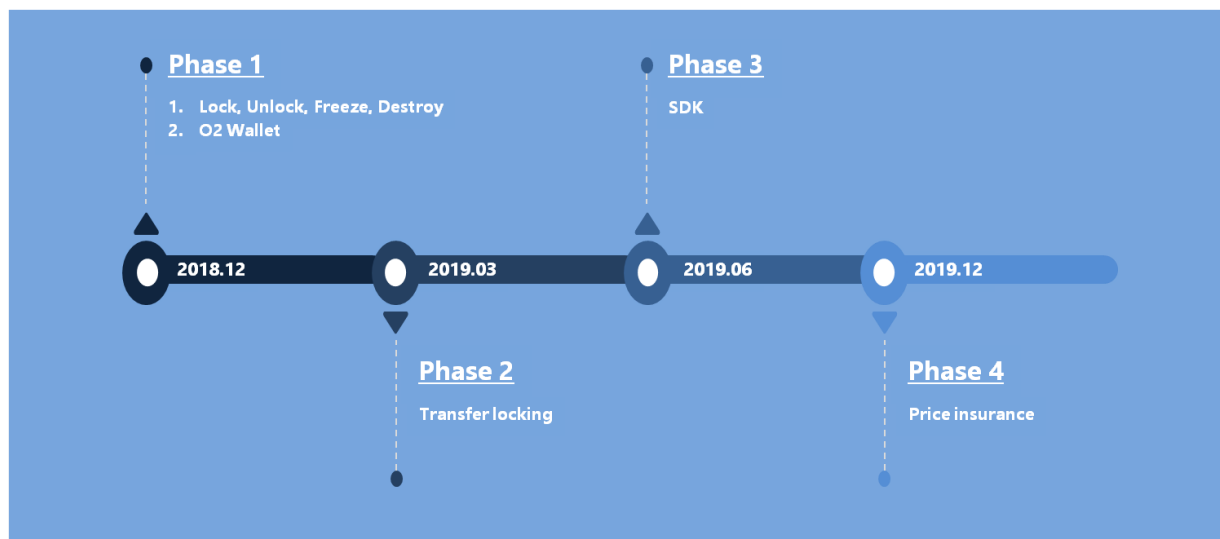 Phase 1
1. Lock, Unlock, Freeze, Destroy
2. O2 Wallet
Phase 3
SDK
2018.12
2019.03
2019.06
2019.12
Phase 2
Transfer locking
Phase 4
Price insurance